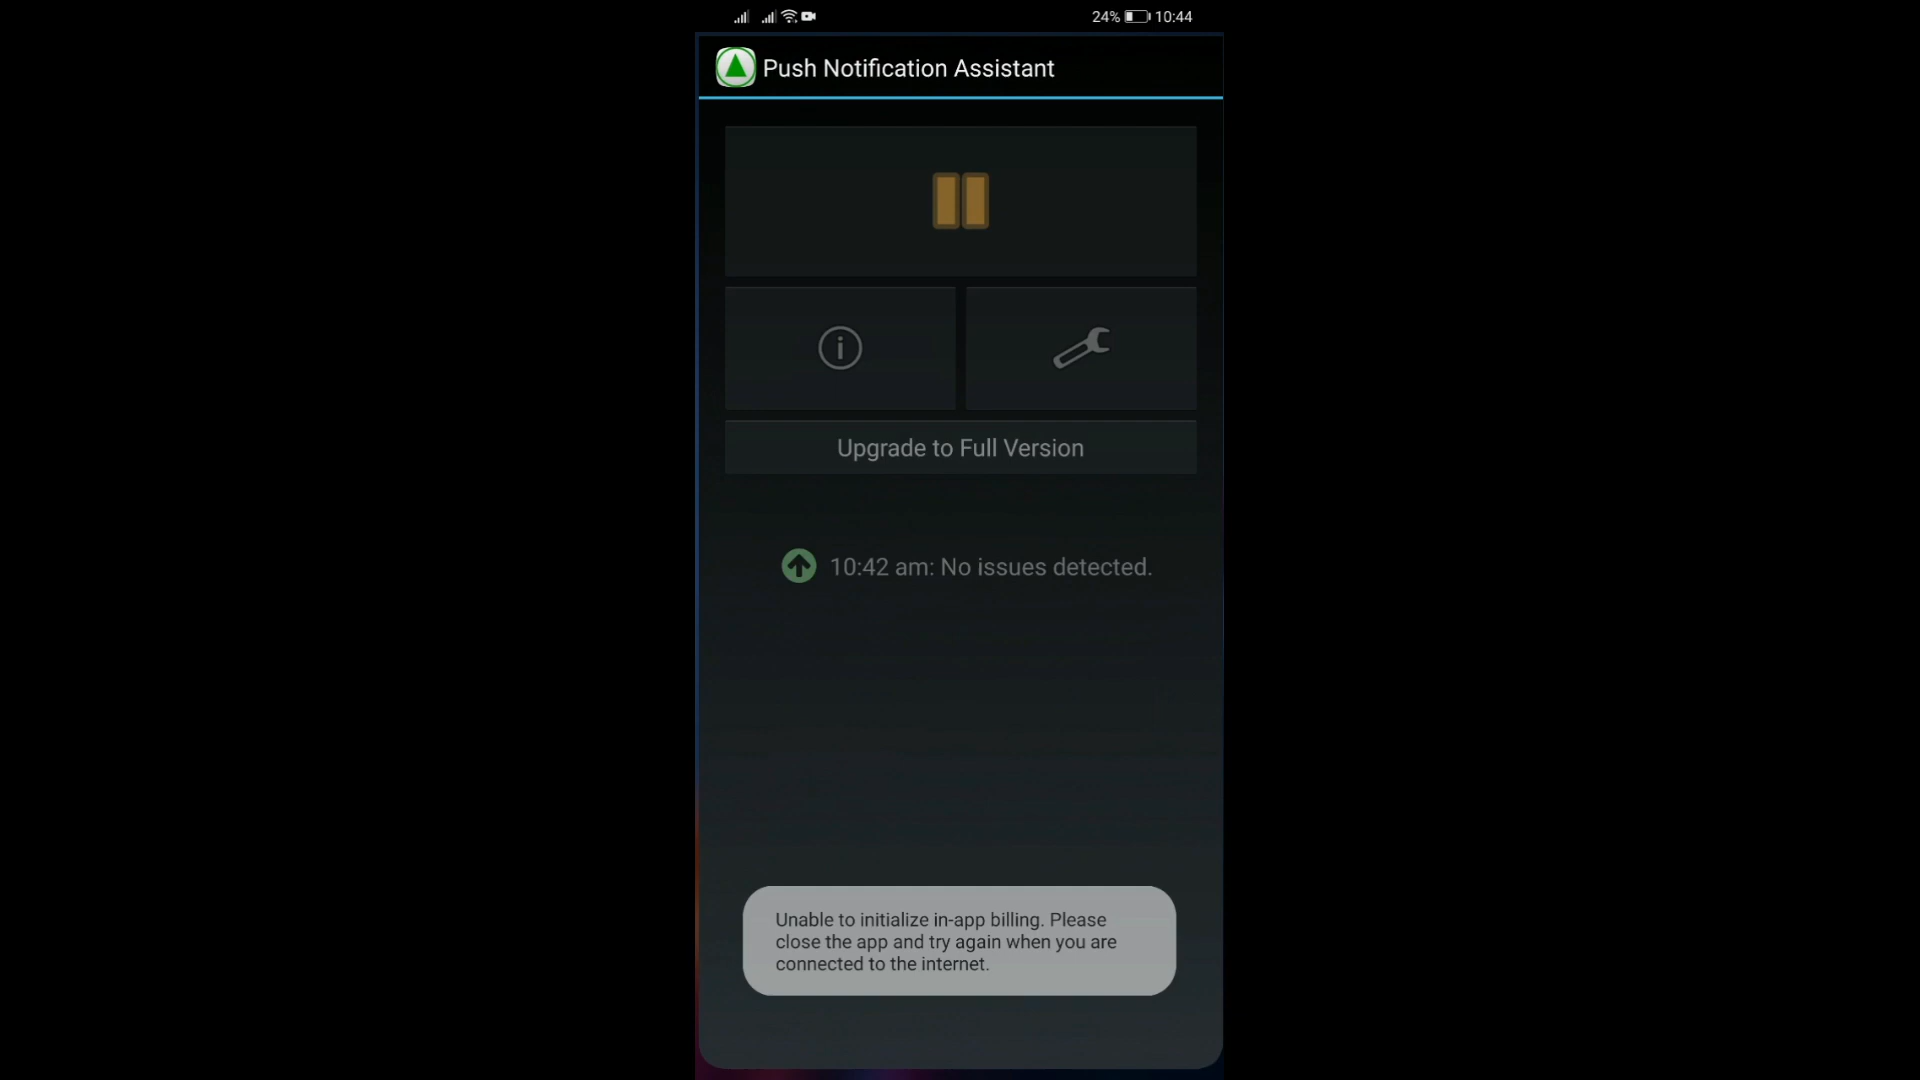 24% 10:44
Push Notification Assistant
Upgrade to Full Version
10:42 am: No issues detected.
Unable to initialize in-app billing. Please
close the app and try again when you are
connected to the internet.